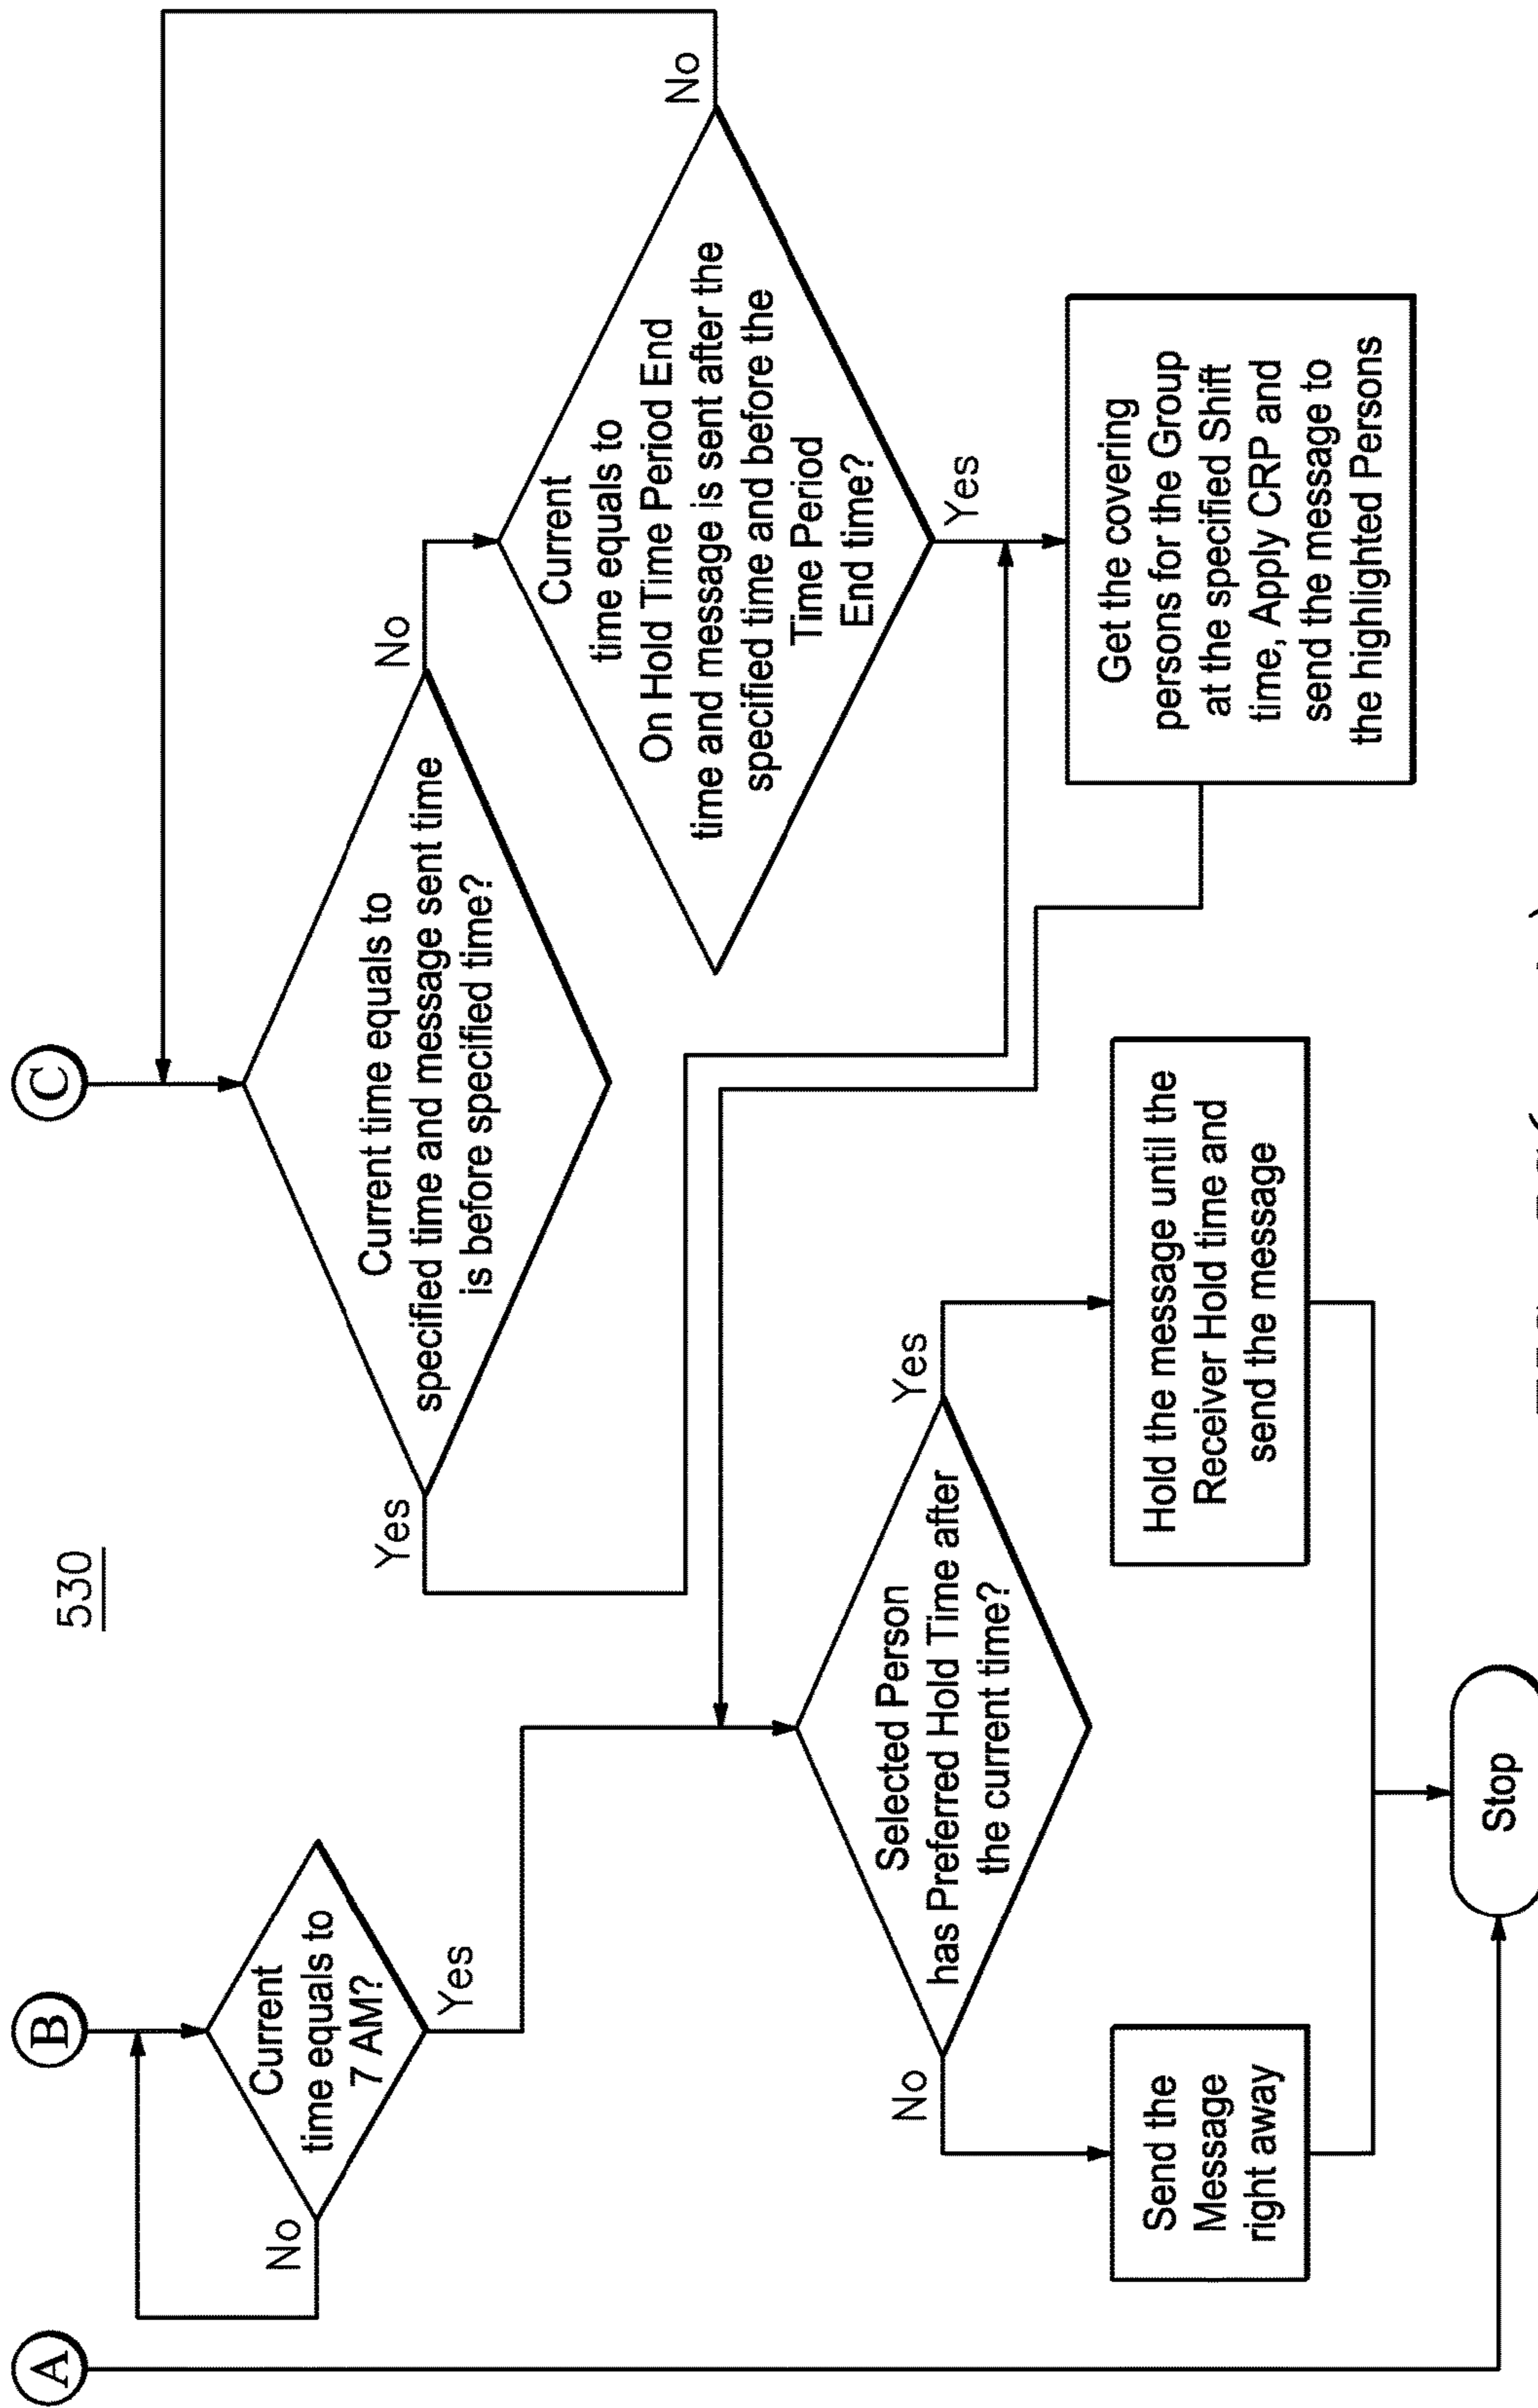 530
A
B
C
Current
time equals to
7 AM?
No
Yes
Current time equals to
specified time and message sent time
is before specified time?
Yes
No
Current
time equals to
On Hold Time Period End
time and message is sent after the
specified time and before the
Time Period
End time?
No
Yes
Selected Person
has Preferred Hold Time after
the current time?
No
Yes
Send the
Message
right away
Hold the message until the
Receiver Hold time and
send the message
Get the covering
persons for the Group
at the specified Shift
time, Apply CRP and
send the message to
the highlighted Persons
Stop